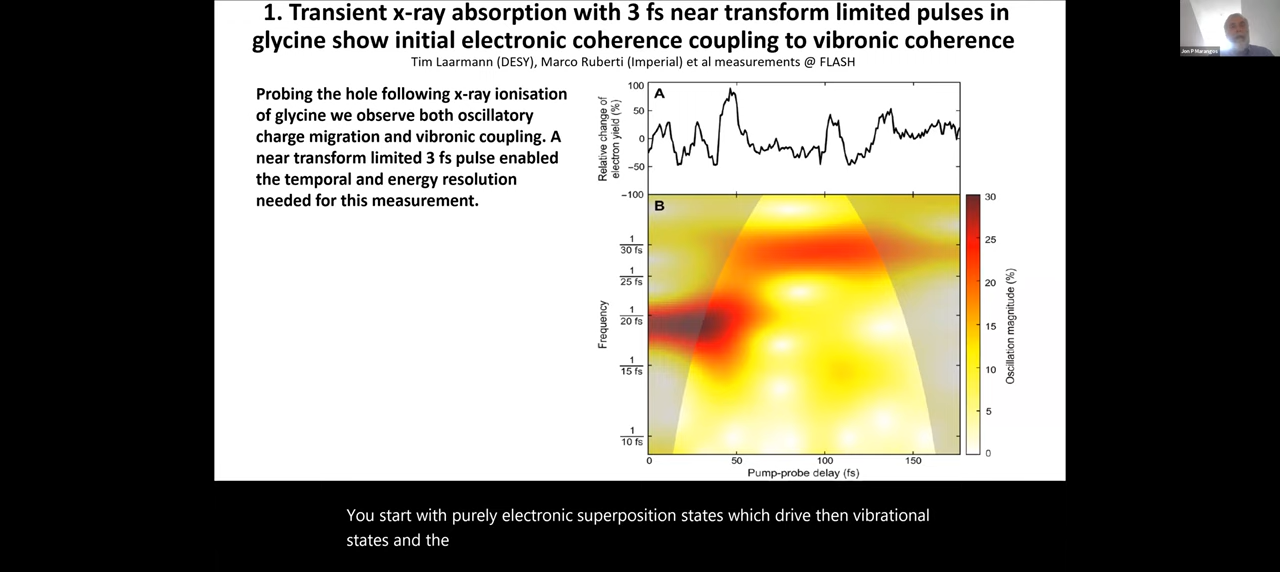 1. Transient x-ray absorption with 3 fs near transform limited pulses in
glycine show initial electronic coherence coupling to vibronic coherence
Tim Laarmann (DESY), Marco Ruberti (Imperial) et al measurements @ FLASH
Probing the hole following x-ray ionisation
of glycine we observe both oscillatory
charge migration and vibronic coupling. A
near transform limited 3 fs pulse enabled
the temporal and energy resolution
needed for this measurement.
A
Relative change of
electron yield (%)
100
50
0
−50
−100
B
Frequency
1
30 fs
1
25 fs
1
20 fs
1
15 fs
1
10 fs
0
50
100
150
Pump-probe delay (fs)
30
25
20
15
10
5
0
Oscillation magnitude (%)
Jon P Marangos
You start with purely electronic superposition states which drive then vibrational
states and the